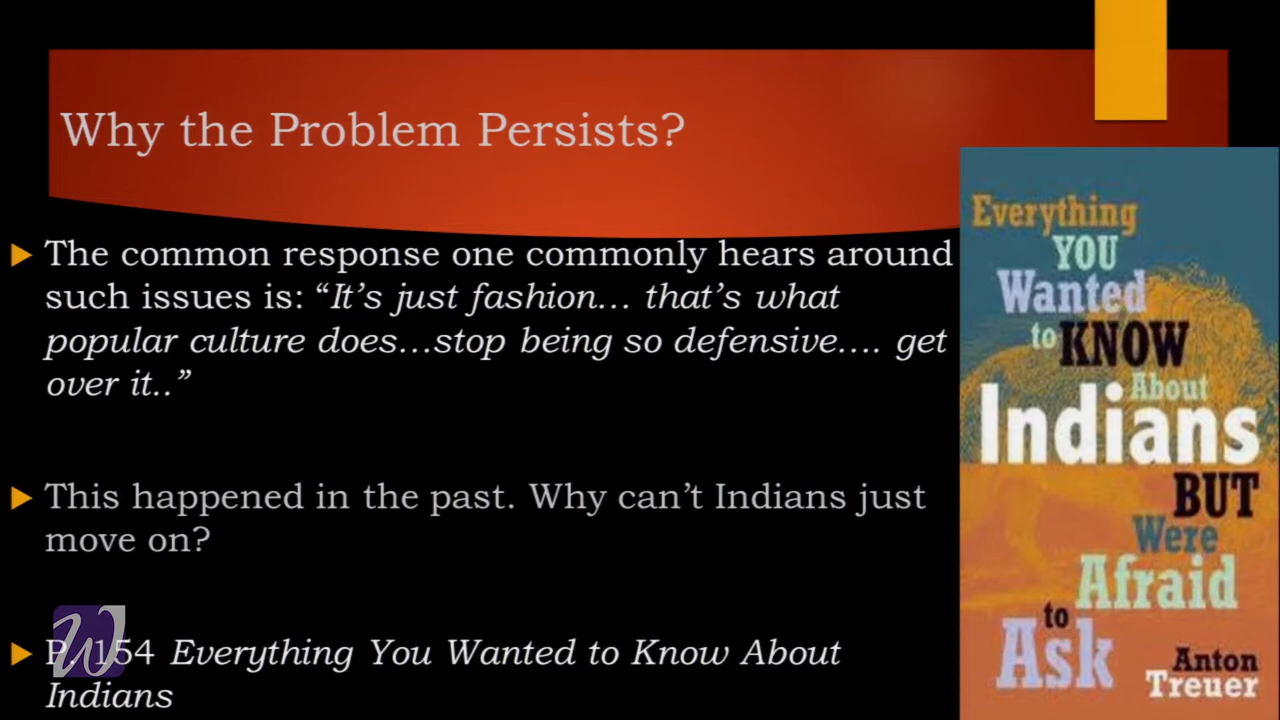 Why the Problem Persists?
The common response one commonly hears around
such issues is: “It’s just fashion… that’s what
popular culture does…stop being so defensive…. get
over it..”
This happened in the past. Why can’t Indians just
move on?
P. 154 Everything You Wanted to Know About
Indians
W
Everything
YOU
Wanted
to KNOW
About
Indians
BUT
Were
Afraid
to
Ask
Anton
Treuer